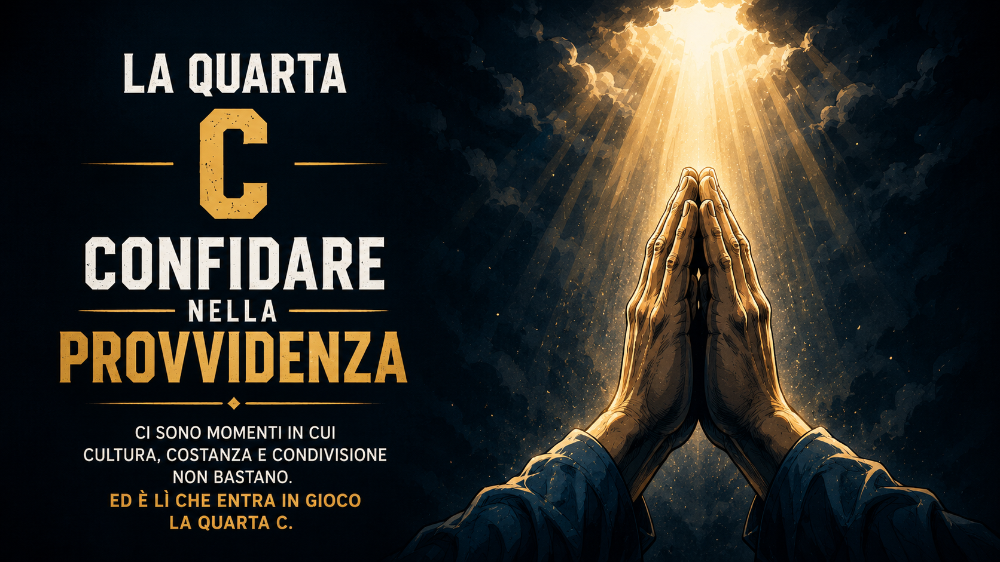 LA QUARTA
C
CONFIDARE
NELLA
PROVVIDENZA
CI SONO MOMENTI IN CUI
CULTURA, COSTANZA E CONDIVISIONE
NON BASTANO.
ED È LÌ CHE ENTRA IN GIOCO
LA QUARTA C.